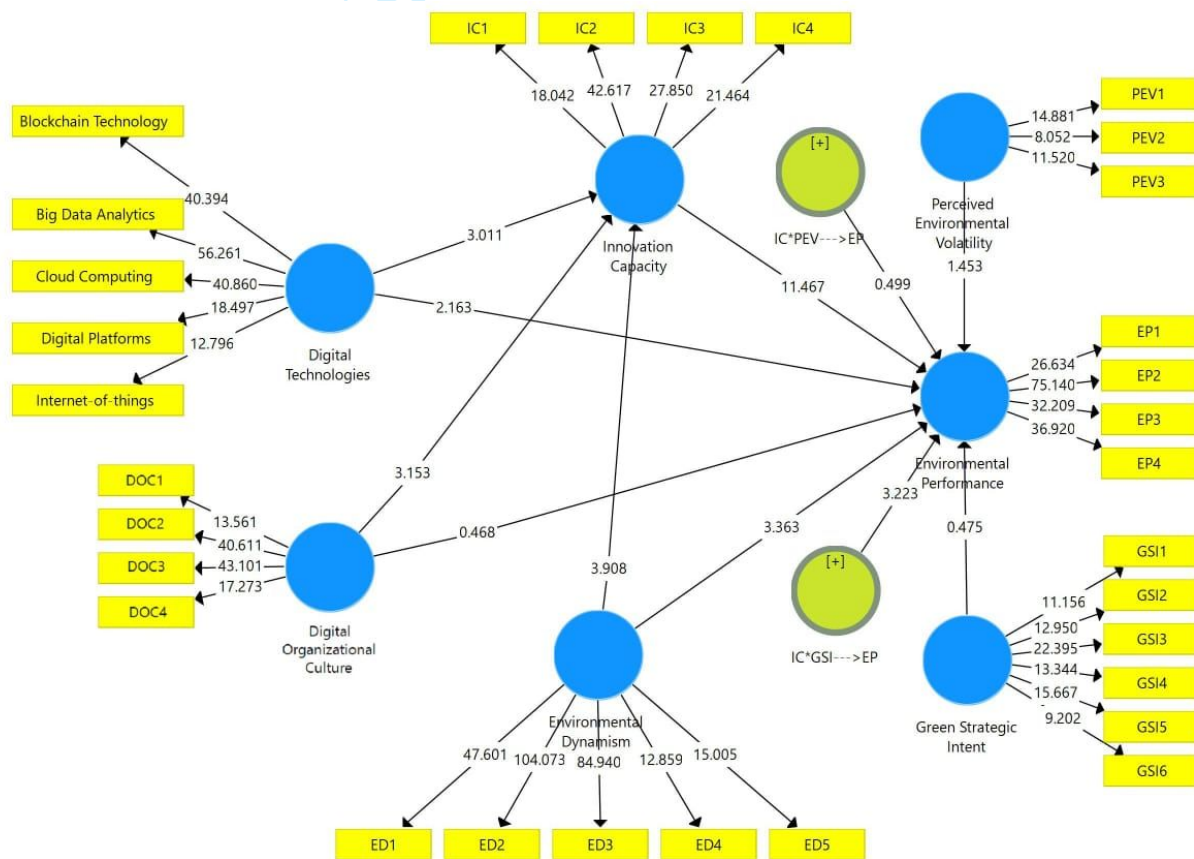 IC1
IC2
IC3
IC4
18.042
42.617
27.850
21.464
Blockchain Technology
Big Data Analytics
Cloud Computing
Digital Platforms
Internet-of-things
40.394
56.261
40.860
18.497
12.796
Digital
Technologies
3.011
2.163
Innovation
Capacity
11.467
[+]
IC*PEV--->EP
0.499
Perceived
Environmental
Volatility
1.453
14.881
8.052
11.520
PEV1
PEV2
PEV3
Environmental
Performance
26.634
75.140
32.209
36.920
EP1
EP2
EP3
EP4
DOC1
DOC2
DOC3
DOC4
13.561
40.611
43.101
17.273
Digital
Organizational
Culture
3.153
0.468
3.908
3.363
3.223
[+]
IC*GSI--->EP
0.475
Green Strategic
Intent
11.156
12.950
22.395
13.344
15.667
9.202
GSI1
GSI2
GSI3
GSI4
GSI5
GSI6
Environmental
Dynamism
47.601
104.073
84.940
12.859
15.005
ED1
ED2
ED3
ED4
ED5